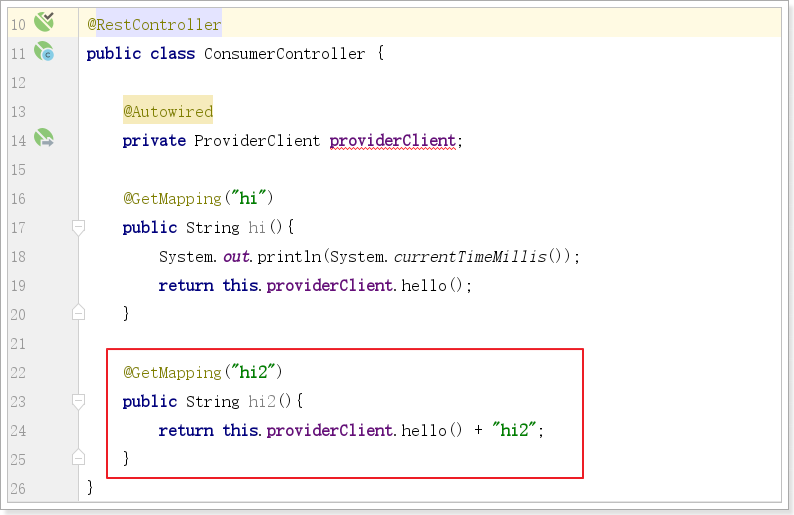 10 @RestController
11 public class ConsumerController {
12
13 @Autowired
14 private ProviderClient providerClient;
15
16 @GetMapping("hi")
17 public String hi(){
18 System.out.println(System.currentTimeMillis());
19 return this.providerClient.hello();
20 }
21
22 @GetMapping("hi2")
23 public String hi2(){
24 return this.providerClient.hello() + "hi2";
25 }
26 }